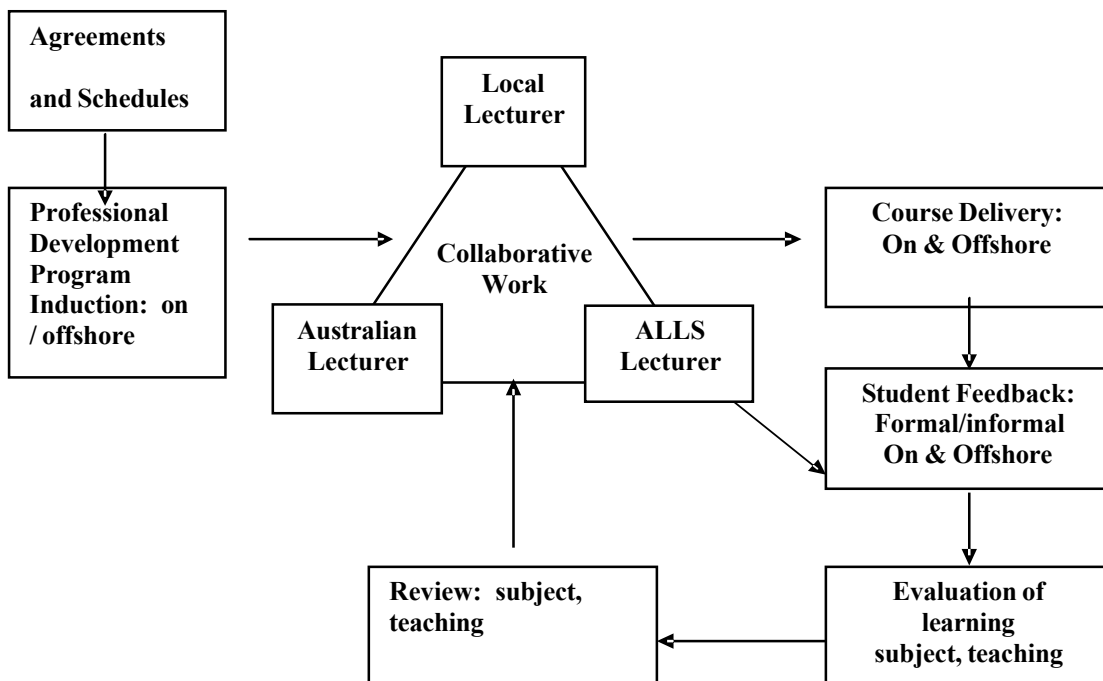 Agreements
and Schedules
Professional
Development
Program
Induction:  on
/ offshore
Local
Lecturer
Collaborative
Work
Australian
Lecturer
ALLS
Lecturer
Course Delivery:
On & Offshore
Student Feedback:
Formal/informal
On & Offshore
Evaluation of
learning
subject, teaching
Review:  subject,
teaching